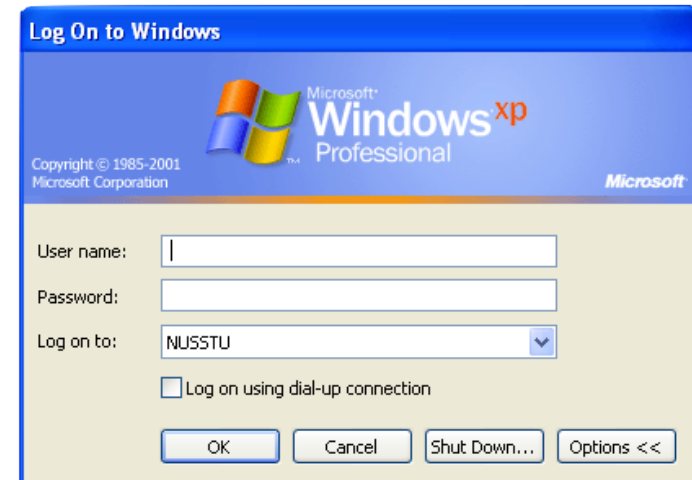 Log On to Windows
Microsoft
Windows xp
Professional
Copyright © 1985-2001
Microsoft Corporation
Microsoft
User name:
Password:
Log on to: NUSSTU
Log on using dial-up connection
OK Cancel Shut Down... Options <<